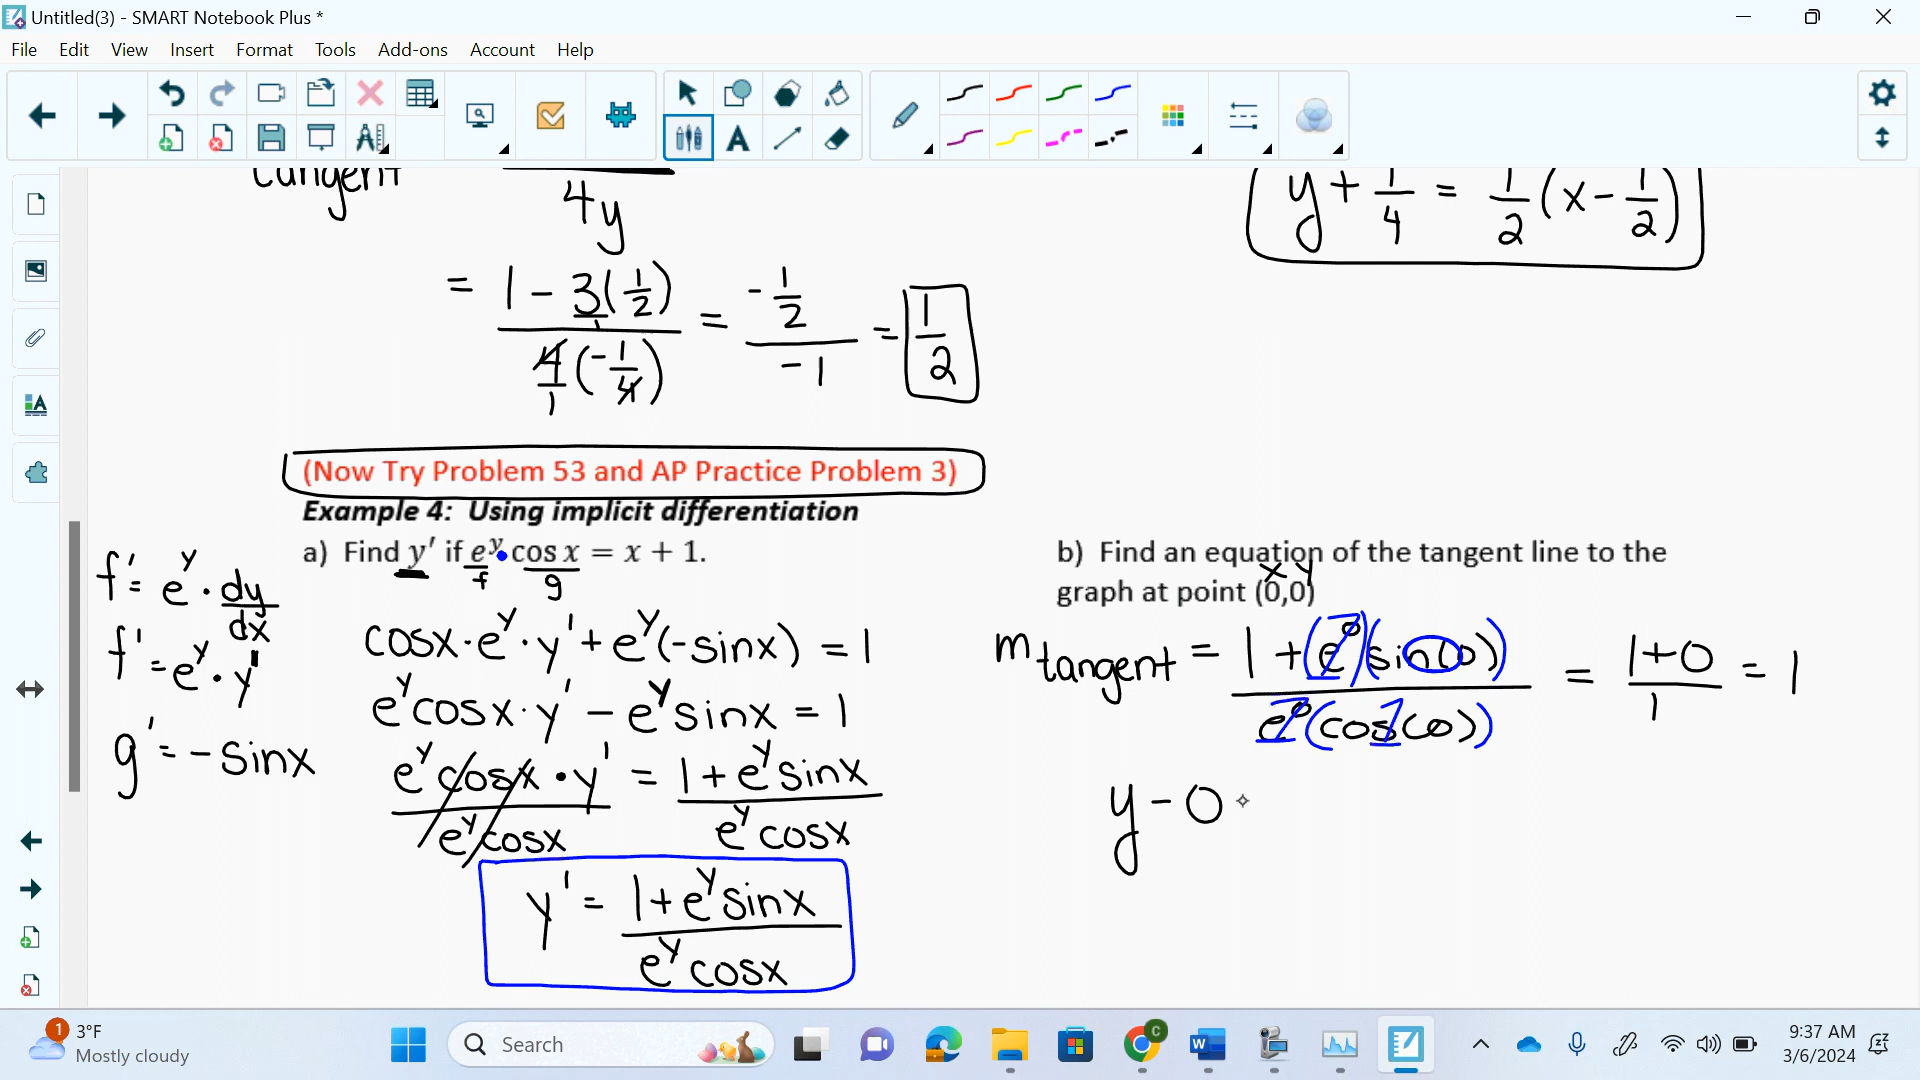 Untitled(3) - SMART Notebook Plus *
File Edit View Insert Format Tools Add-ons Account Help
tangent
4y
y + 1/4 = 1/2 (x - 1/2)
= (1 - 3(1/2)) / (4(-1/4)) = (-1/2) / -1 = 1/2
(Now Try Problem 53 and AP Practice Problem 3)
Example 4: Using implicit differentiation
a) Find y' if e^y cos x = x + 1.
f g
f' = e^y · dy/dx
f' = e^y · y'
g' = - sinx
cosx · e^y · y' + e^y (-sinx) = 1
e^y cosx · y' - e^y sinx = 1
e^y cosx · y' / e^y cosx = 1 + e^y sinx / e^y cosx
y' = 1 + e^y sinx / e^y cosx
b) Find an equation of the tangent line to the
x y
graph at point (0,0)
m tangent = 1 + (e^0)(sin(0)) / e^0 (cos(0)) = 1+0 / 1 = 1
y - 0
1
3°F
Mostly cloudy
Search
C
9:37 AM
3/6/2024